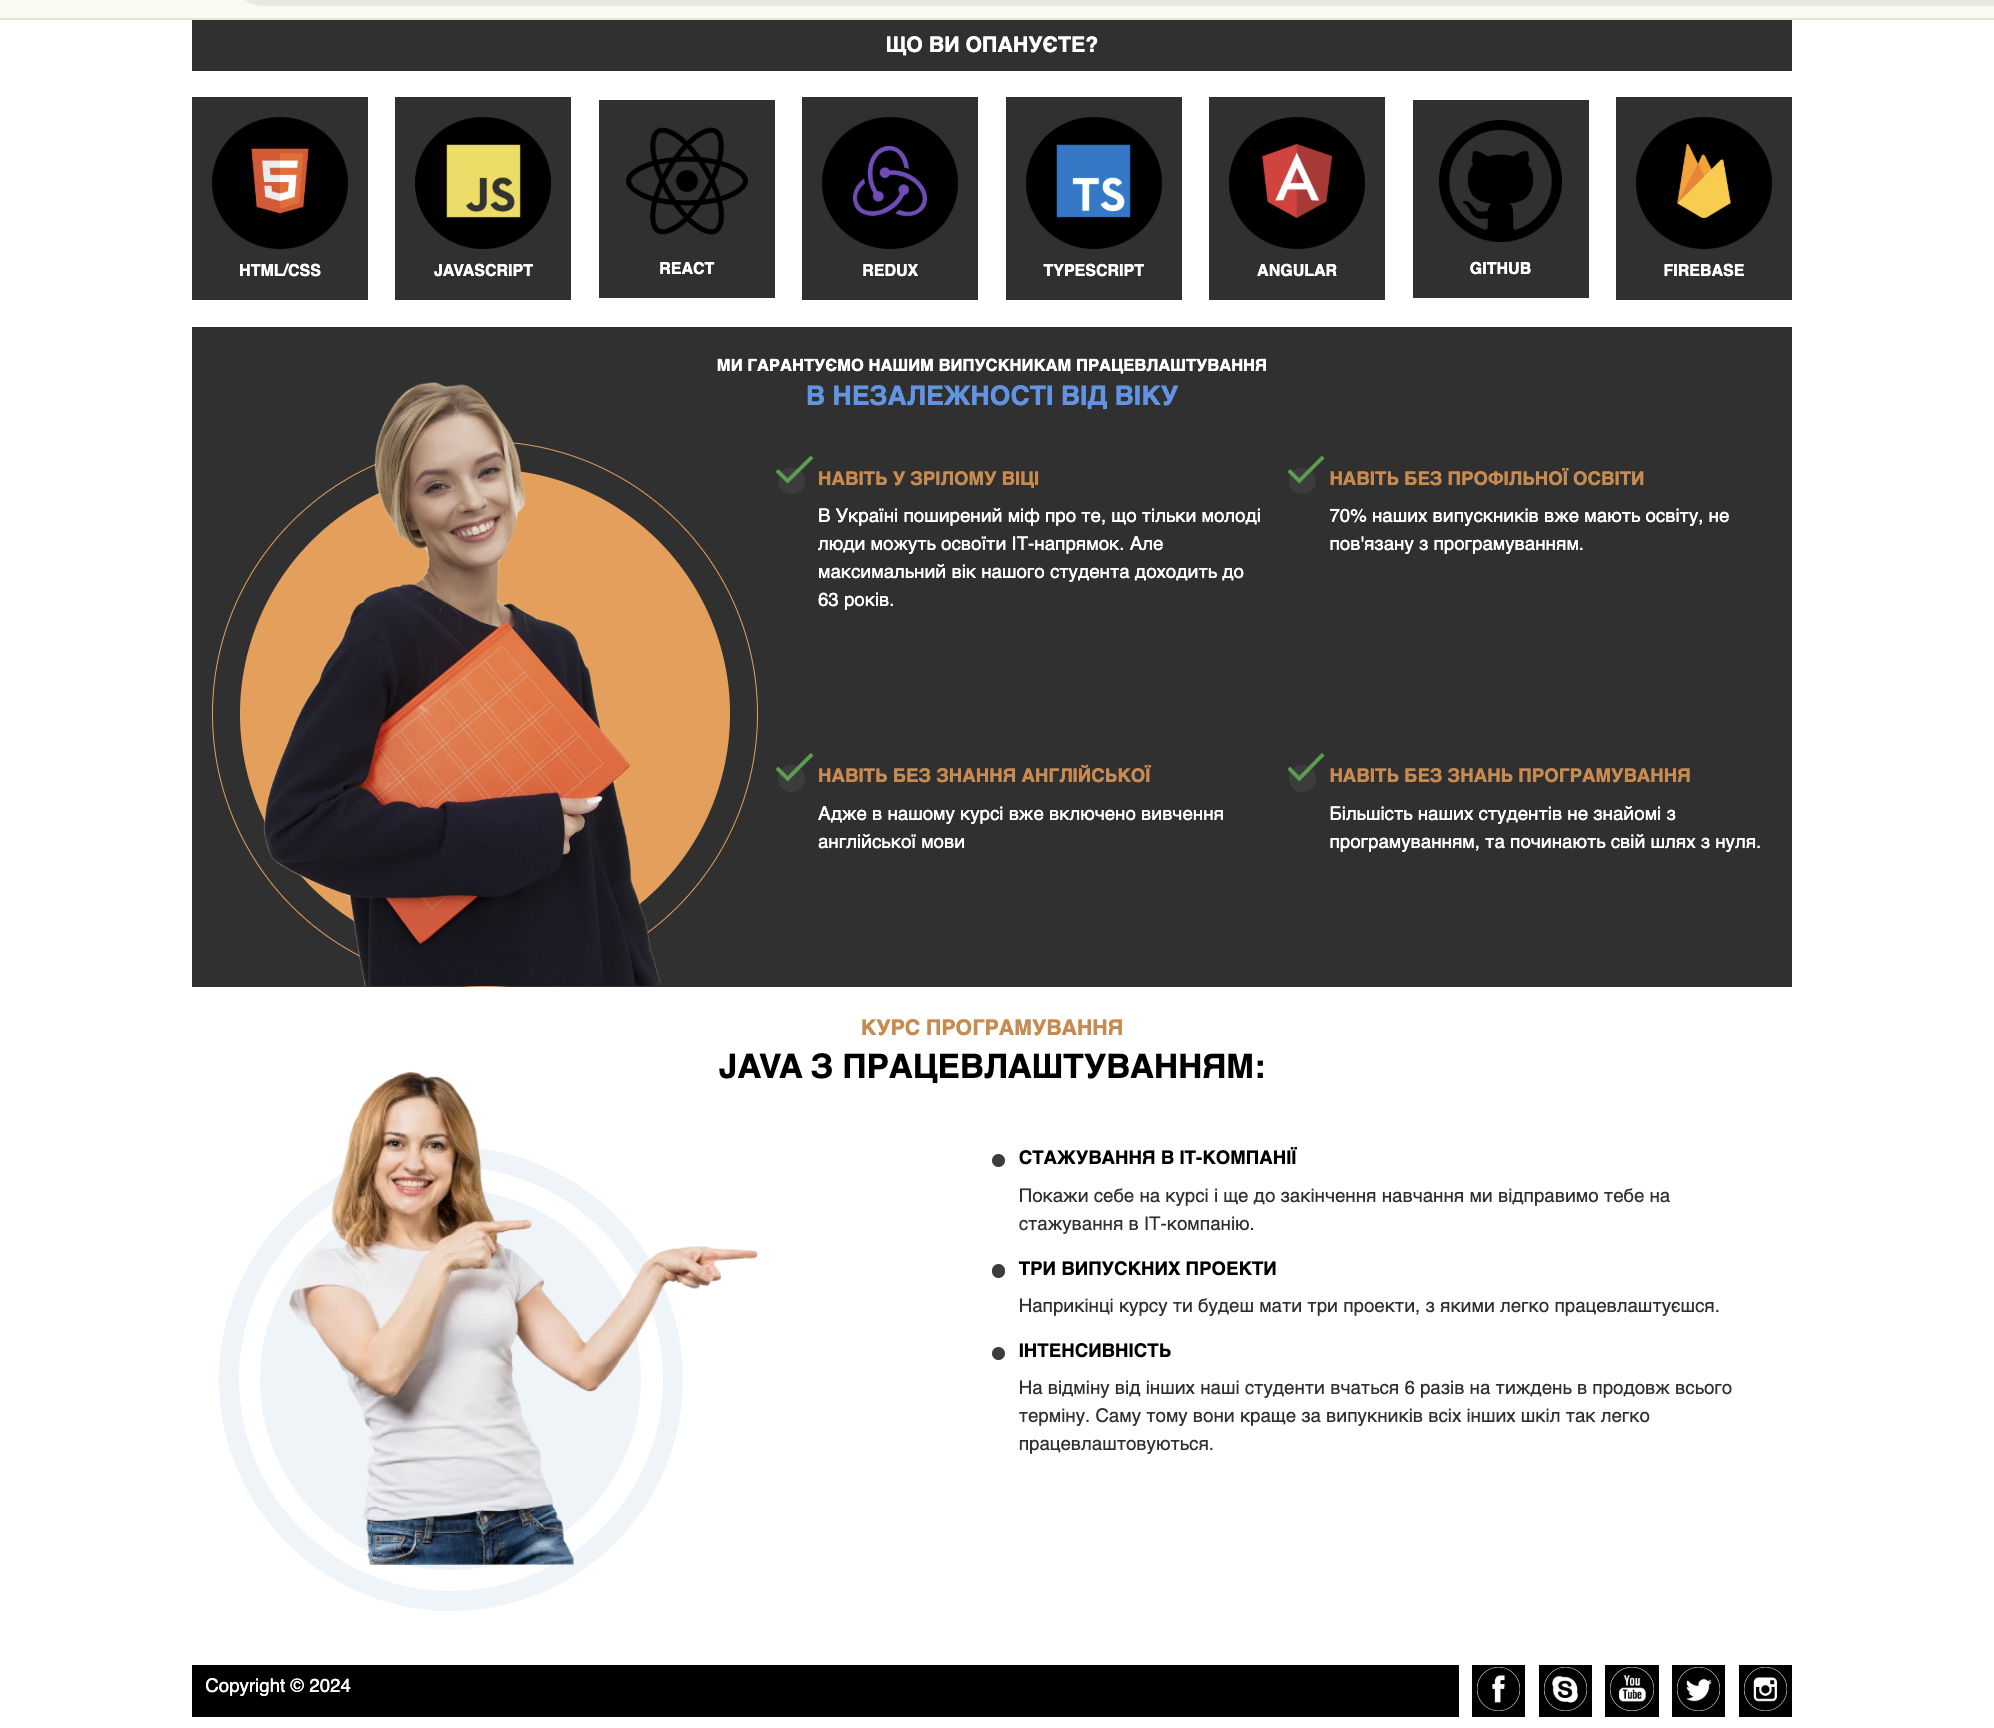 ЩО ВИ ОПАНУЄТЕ?
5
JS
TS
A
HTML/CSS
JAVASCRIPT
REACT
REDUX
TYPESCRIPT
ANGULAR
GITHUB
FIREBASE
МИ ГАРАНТУЄМО НАШИМ ВИПУСКНИКАМ ПРАЦЕВЛАШТУВАННЯ
В НЕЗАЛЕЖНОСТІ ВІД ВІКУ
НАВІТЬ У ЗРІЛОМУ ВІЦІ
В Україні поширений міф про те, що тільки молоді
люди можуть освоїти ІТ-напрямок. Але
максимальний вік нашого студента доходить до
63 років.
НАВІТЬ БЕЗ ПРОФІЛЬНОЇ ОСВІТИ
70% наших випускників вже мають освіту, не
пов'язану з програмуванням.
НАВІТЬ БЕЗ ЗНАННЯ АНГЛІЙСЬКОЇ
Адже в нашому курсі вже включено вивчення
англійської мови
НАВІТЬ БЕЗ ЗНАНЬ ПРОГРАМУВАННЯ
Більшість наших студентів не знайомі з
програмуванням, та починають свій шлях з нуля.
КУРС ПРОГРАМУВАННЯ
JAVA З ПРАЦЕВЛАШТУВАННЯМ:
СТАЖУВАННЯ В ІТ-КОМПАНІЇ
Покажи себе на курсі і ще до закінчення навчання ми відправимо тебе на
стажування в ІТ-компанію.
ТРИ ВИПУСКНИХ ПРОЕКТИ
Наприкінці курсу ти будеш мати три проекти, з якими легко працевлаштуєшся.
ІНТЕНСИВНІСТЬ
На відміну від інших наші студенти вчаться 6 разів на тиждень в продовж всього
терміну. Саму тому вони краще за випукників всіх інших шкіл так легко
працевлаштовуються.
Copyright © 2024
f
S
You
Tube